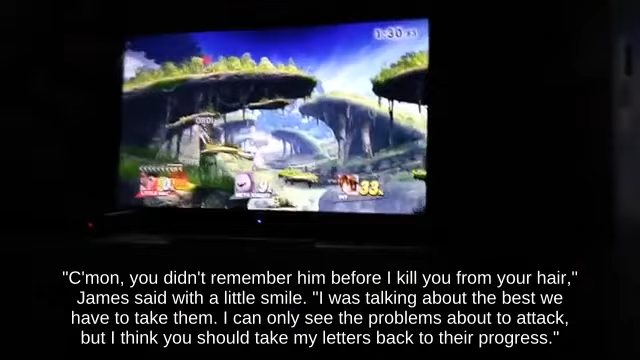 1:30
"C'mon, you didn't remember him before I kill you from your hair,"
James said with a little smile. "I was talking about the best we
have to take them. I can only see the problems about to attack,
but I think you should take my letters back to their progress."